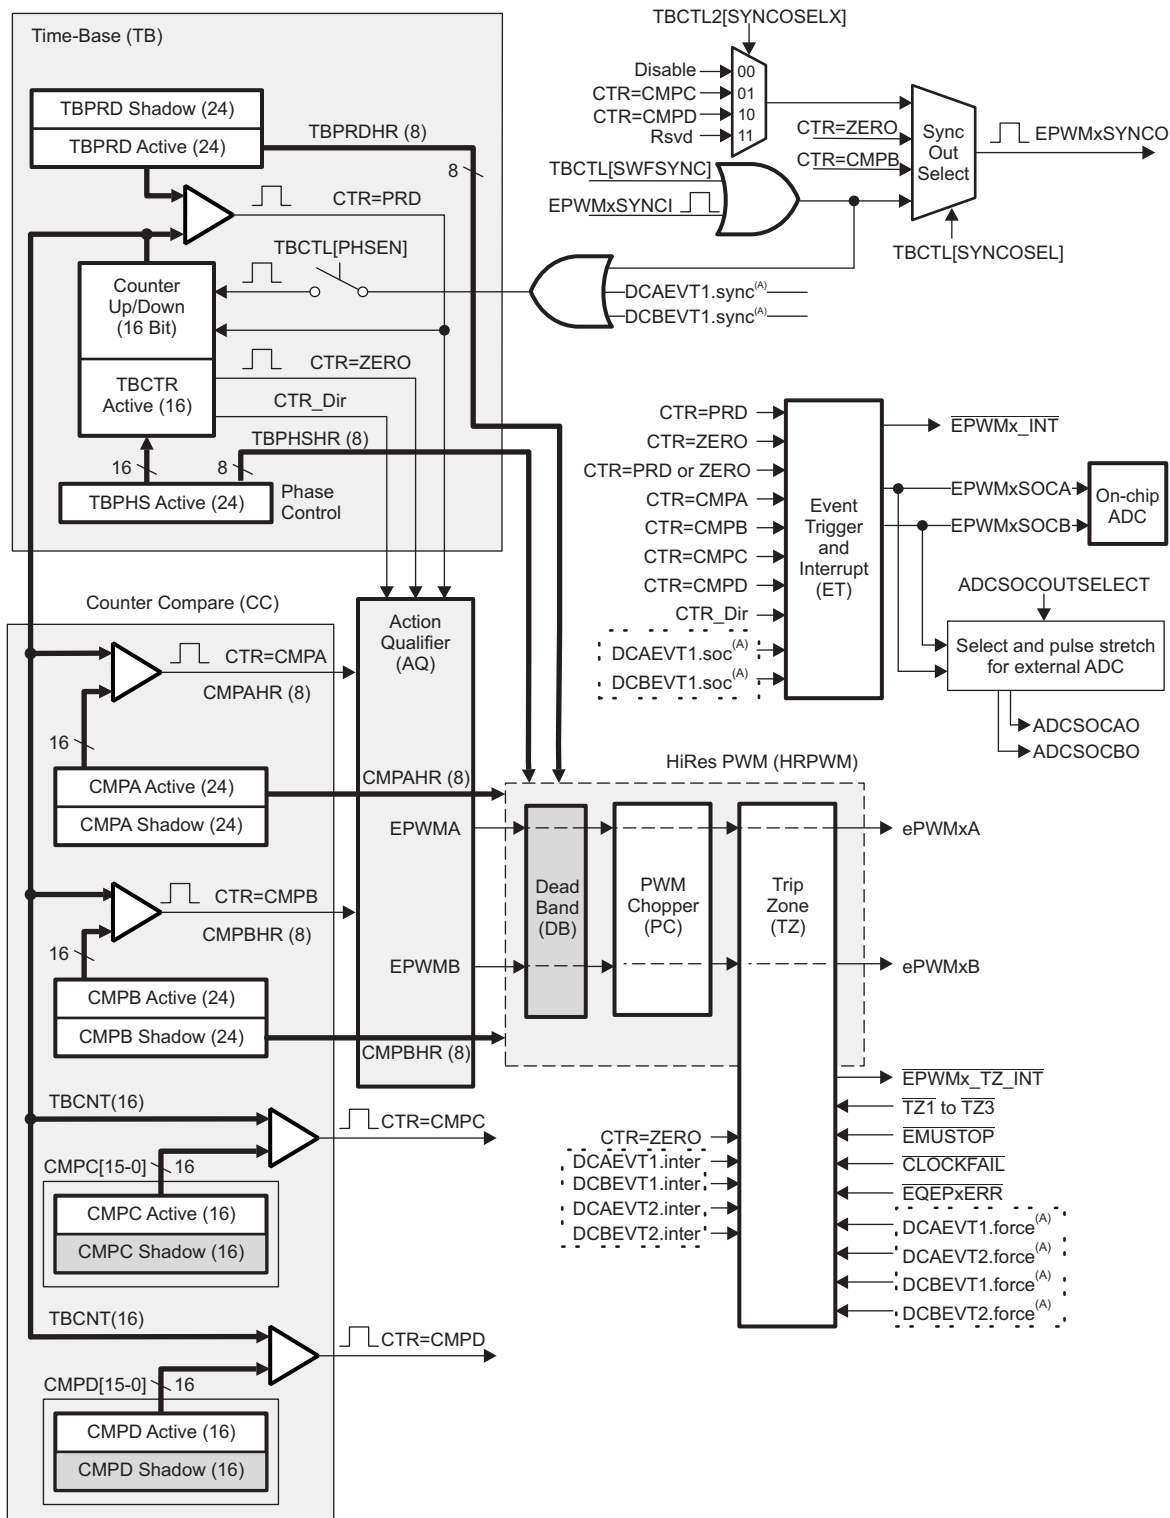 TBCTL2[SYNCOSELX]
Time-Base (TB)
Disable
00
CTR=CMPC
01
CTR=CMPD
10
Rsvd
11
TBPRD Shadow (24)
TBPRD Active (24)
TBPRDHR (8)
8
CTR=ZERO
CTR=CMPB
Sync
Out
Select
EPWMxSYNCO
TBCTL[SWFSYNC]
EPWMxSYNCI
TBCTL[SYNCOSEL]
CTR=PRD
TBCTL[PHSEN]
Counter
Up/Down
(16 Bit)
DCAEVT1.sync(A)
DCBEVT1.sync(A)
CTR=ZERO
TBCTR
Active (16)
CTR_Dir
TBPHSHR (8)
16
8
TBPHS Active (24)
Phase
Control
CTR=PRD
CTR=ZERO
CTR=PRD or ZERO
CTR=CMPA
CTR=CMPB
CTR=CMPC
CTR=CMPD
CTR_Dir
DCAEVT1.soc(A)
DCBEVT1.soc(A)
Event
Trigger
and
Interrupt
(ET)
EPWMx_INT
EPWMxSOCA
EPWMxSOCB
On-chip
ADC
ADCSOCOUTSELECT
Select and pulse stretch
for external ADC
ADCSOCAO
ADCSOCBO
Counter Compare (CC)
Action
Qualifier
(AQ)
CTR=CMPA
CMPAHR (8)
16
CMPA Active (24)
CMPA Shadow (24)
CMPAHR (8)
HiRes PWM (HRPWM)
EPWMA
ePWMxA
CTR=CMPB
CMPBHR (8)
16
Dead
Band
(DB)
PWM
Chopper
(PC)
Trip
Zone
(TZ)
EPWMB
ePWMxB
CMPB Active (24)
CMPB Shadow (24)
CMPBHR (8)
EPWMx_TZ_INT
TZ1 to TZ3
EMUSTOP
CLOCKFAIL
EQEPxERR
DCAEVT1.force(A)
DCAEVT2.force(A)
DCBEVT1.force(A)
DCBEVT2.force(A)
CTR=ZERO
DCAEVT1.inter
DCBEVT1.inter
DCAEVT2.inter
DCBEVT2.inter
TBCNT(16)
CTR=CMPC
CMPC[15-0]
16
CMPC Active (16)
CMPC Shadow (16)
TBCNT(16)
CTR=CMPD
CMPD[15-0]
16
CMPD Active (16)
CMPD Shadow (16)